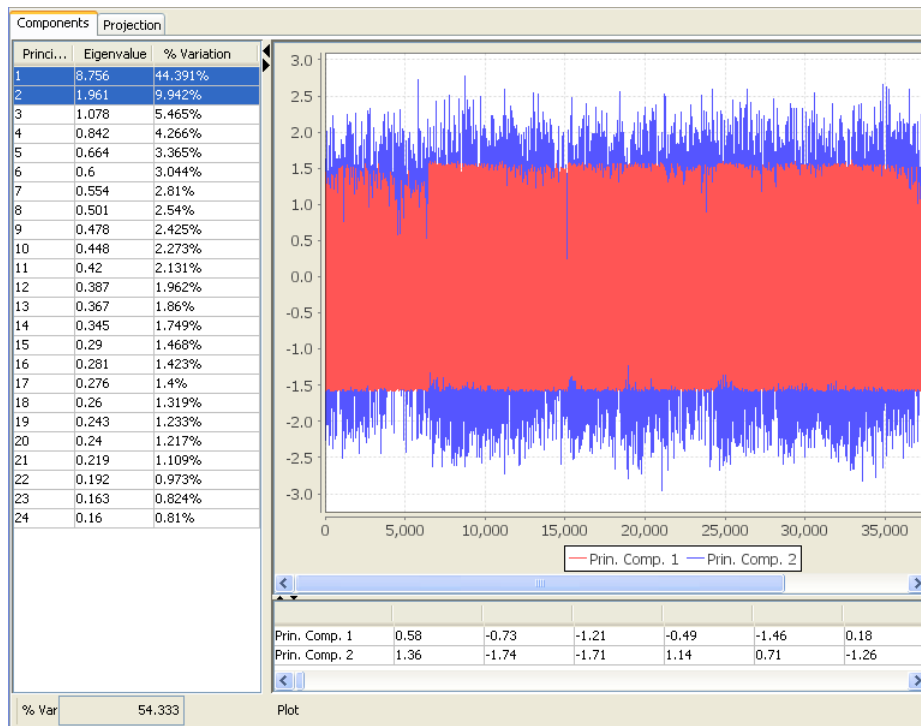 Components Projection
Princi... Eigenvalue % Variation
1 8.756 44.391%
2 1.961 9.942%
3 1.078 5.465%
4 0.842 4.266%
5 0.664 3.365%
6 0.6 3.044%
7 0.554 2.81%
8 0.501 2.54%
9 0.478 2.425%
10 0.448 2.273%
11 0.42 2.131%
12 0.387 1.962%
13 0.367 1.86%
14 0.345 1.749%
15 0.29 1.468%
16 0.281 1.423%
17 0.276 1.4%
18 0.26 1.319%
19 0.243 1.233%
20 0.24 1.217%
21 0.219 1.109%
22 0.192 0.973%
23 0.163 0.824%
24 0.16 0.81%
3.0
2.5
2.0
1.5
1.0
0.5
0.0
-0.5
-1.0
-1.5
-2.0
-2.5
-3.0
0 5,000 10,000 15,000 20,000 25,000 30,000 35,000
Prin. Comp. 1 Prin. Comp. 2
Prin. Comp. 1 0.58 -0.73 -1.21 -0.49 -1.46 0.18
Prin. Comp. 2 1.36 -1.74 -1.71 1.14 0.71 -1.26
% Var 54.333 Plot